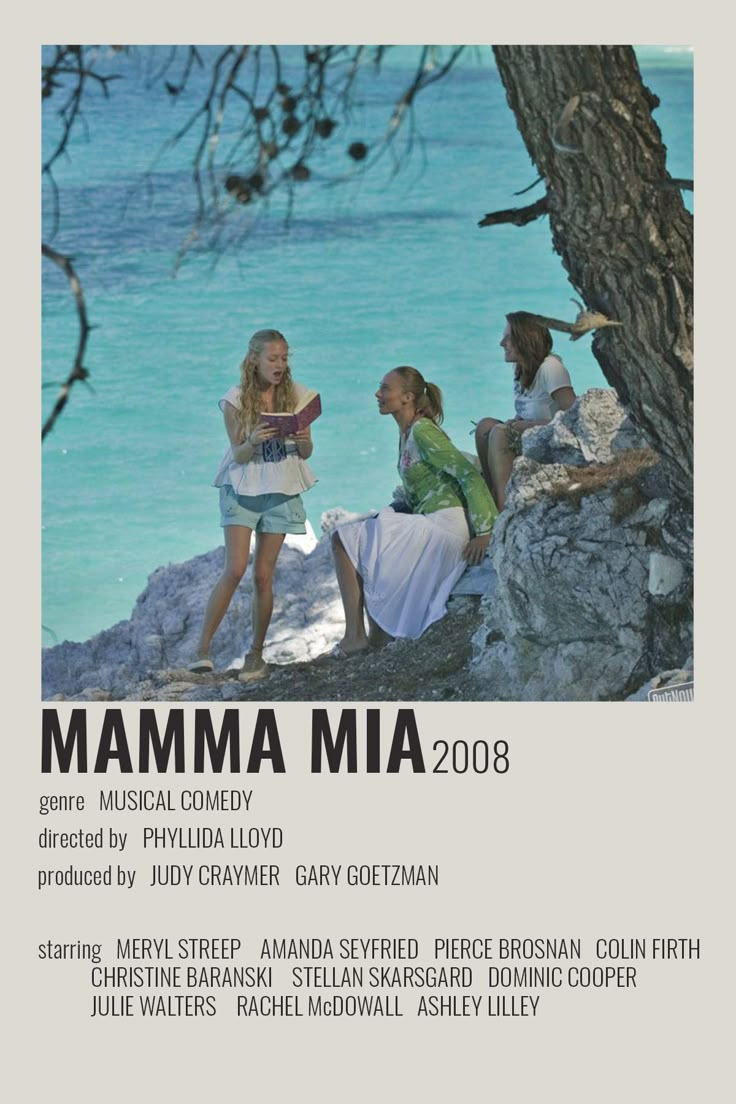 MAMMA MIA 2008
genre MUSICAL COMEDY
directed by PHYLLIDA LLOYD
produced by JUDY CRAYMER GARY GOETZMAN
starring MERYL STREEP AMANDA SEYFRIED PIERCE BROSNAN COLIN FIRTH
CHRISTINE BARANSKI STELLAN SKARSGARD DOMINIC COOPER
JULIE WALTERS RACHEL McDOWALL ASHLEY LILLEY